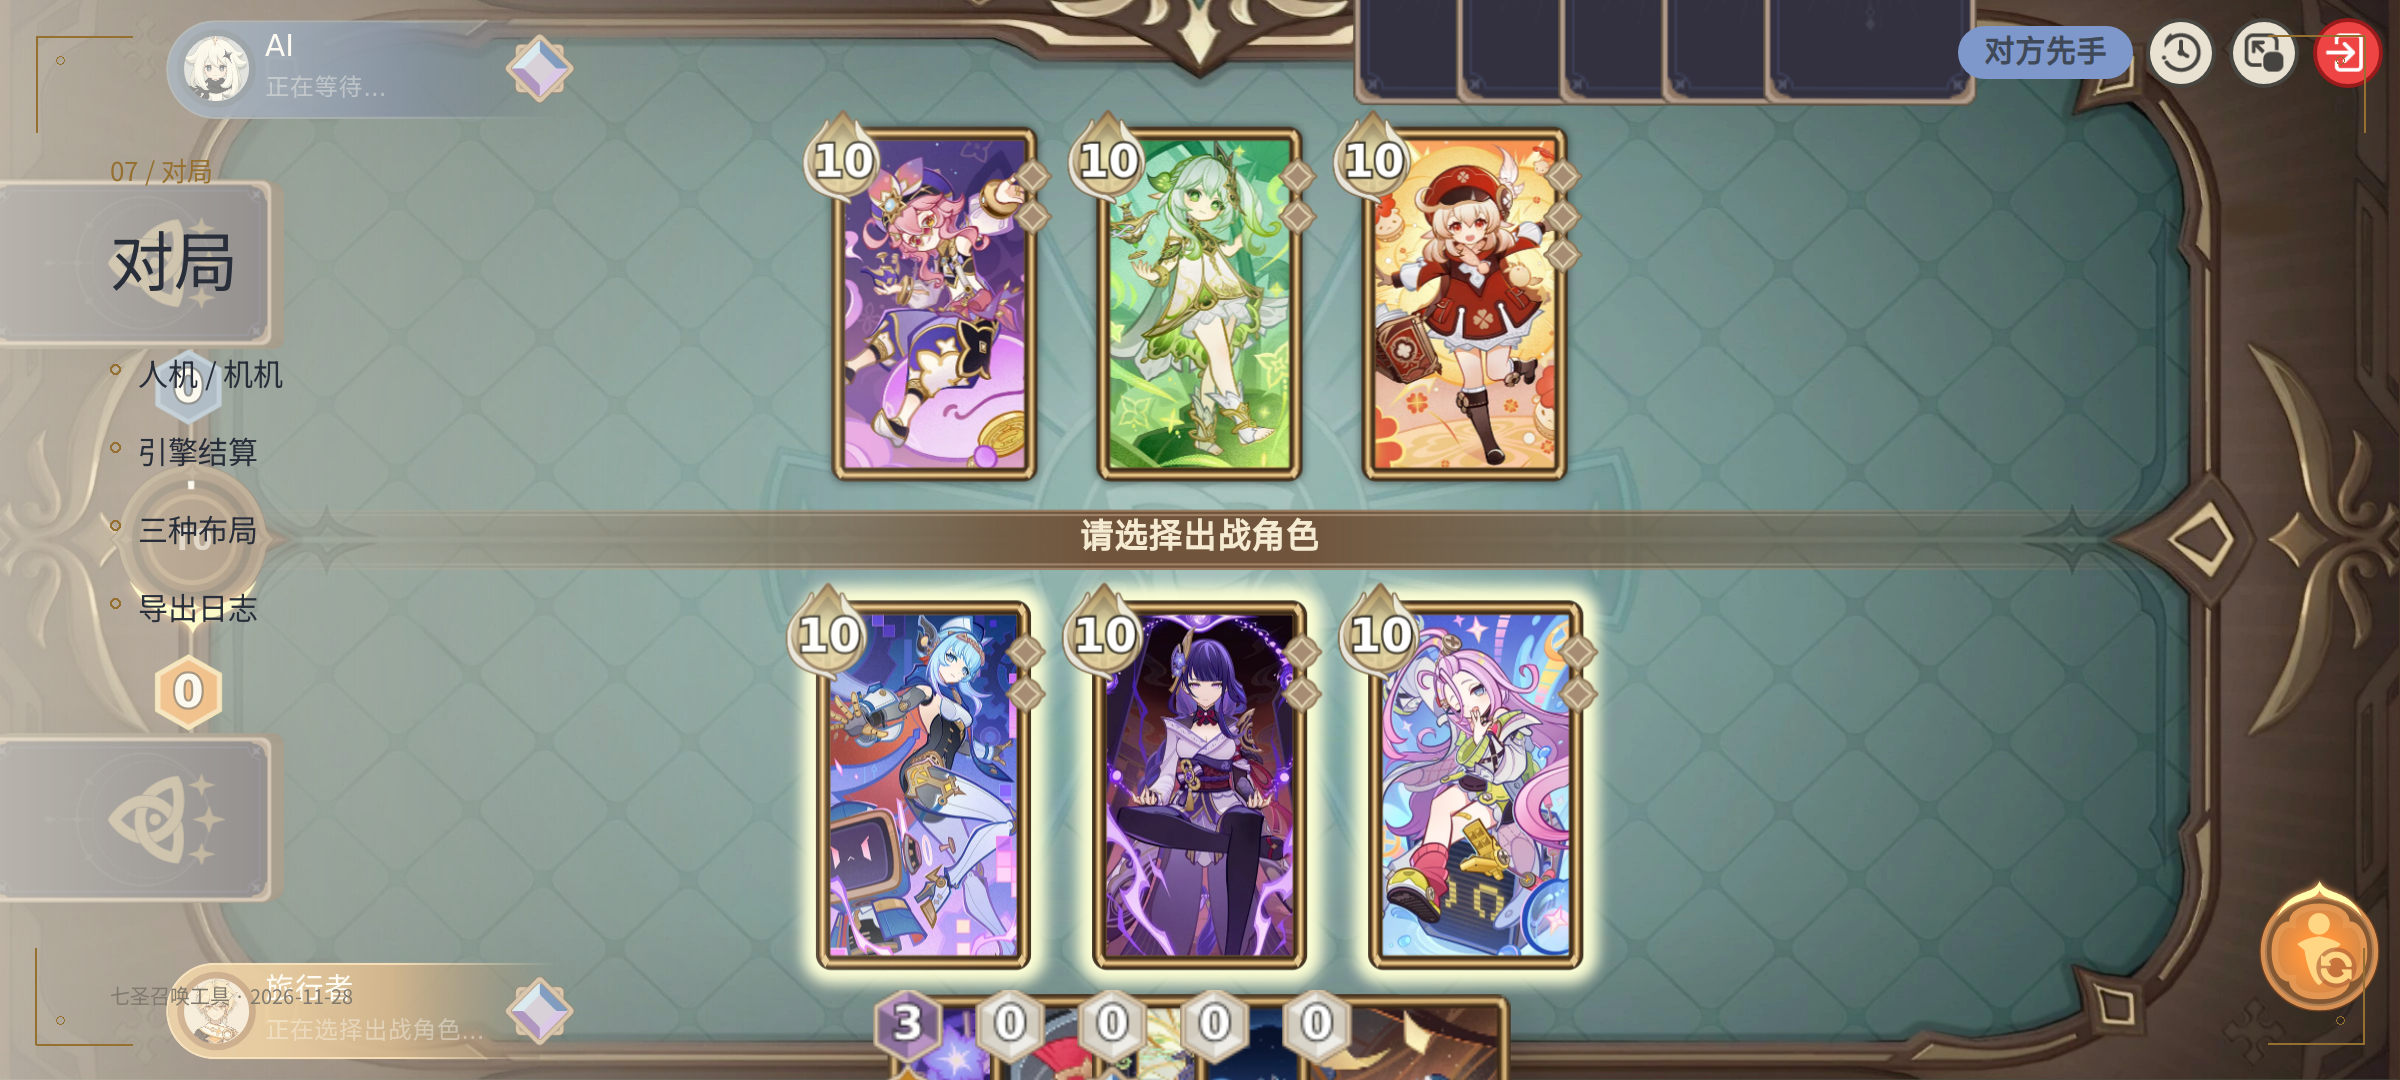 AI
正在等待...
对方先手
07 / 对局
对局
10
10
10
人机 / 机机
0
引擎结算
三种布局
请选择出战角色
导出日志
0
10
10
10
旅行者
七圣召唤工具 · 2026-11-28
正在选择出战角色...
3
0
0
0
0